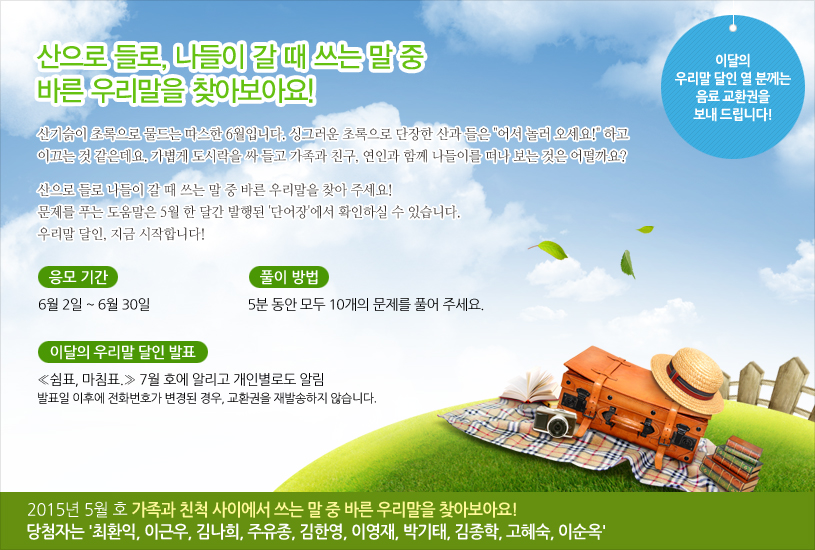 산으로 들로, 나들이 갈 때 쓰는 말 중
바른 우리말을 찾아보아요!
이달의
우리말 달인 열 분께는
음료 교환권을
보내 드립니다!
산기슭이 초록으로 물드는 따스한 6월입니다. 싱그러운 초록으로 단장한 산과 들은 "어서 놀러 오세요!" 하고
이끄는 것 같은데요. 가볍게 도시락을 싸 들고 가족과 친구, 연인과 함께 나들이를 떠나 보는 것은 어떨까요?
산으로 들로 나들이 갈 때 쓰는 말 중 바른 우리말을 찾아 주세요!
문제를 푸는 도움말은 5월 한 달간 발행된 '단어장'에서 확인하실 수 있습니다.
우리말 달인, 지금 시작합니다!
응모 기간
6월 2일 ~ 6월 30일
풀이 방법
5분 동안 모두 10개의 문제를 풀어 주세요.
이달의 우리말 달인 발표
≪쉼표, 마침표.≫ 7월 호에 알리고 개인별로도 알림
발표일 이후에 전화번호가 변경된 경우, 교환권을 재발송하지 않습니다.
2015년 5월 호 가족과 친척 사이에서 쓰는 말 중 바른 우리말을 찾아보아요!
당첨자는 '최환익, 이근우, 김나희, 주유종, 김한영, 이영재, 박기태, 김종학, 고혜숙, 이순옥'